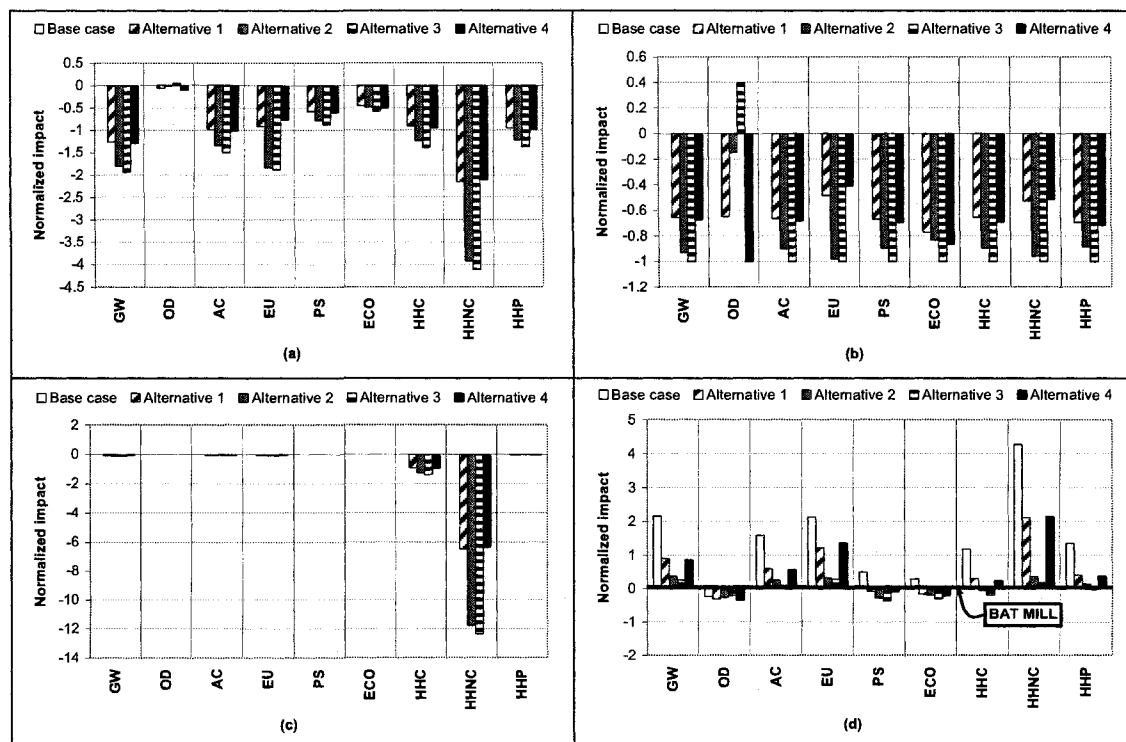 Base case Alternative 1 Alternative 2 Alternative 3 Alternative 4
Normalized impact
0.5
0
-0.5
-1
-1.5
-2
-2.5
-3
-3.5
-4
-4.5
GW OD AC EU PS ECO HHC HHNC HHP
(a)
Base case Alternative 1 Alternative 2 Alternative 3 Alternative 4
Normalized impact
0.6
0.4
0.2
0
-0.2
-0.4
-0.6
-0.8
-1
-1.2
GW OD AC EU PS ECO HHC HHNC HHP
(b)
Base case Alternative 1 Alternative 2 Alternative 3 Alternative 4
Normalized impact
2
0
-2
-4
-6
-8
-10
-12
-14
GW OD AC EU PS ECO HHC HHNC HHP
(c)
Base case Alternative 1 Alternative 2 Alternative 3 Alternative 4
Normalized impact
5
4
3
2
1
0
-1
-2
BAT MILL
GW OD AC EU PS ECO HHC HHNC HHP
(d)